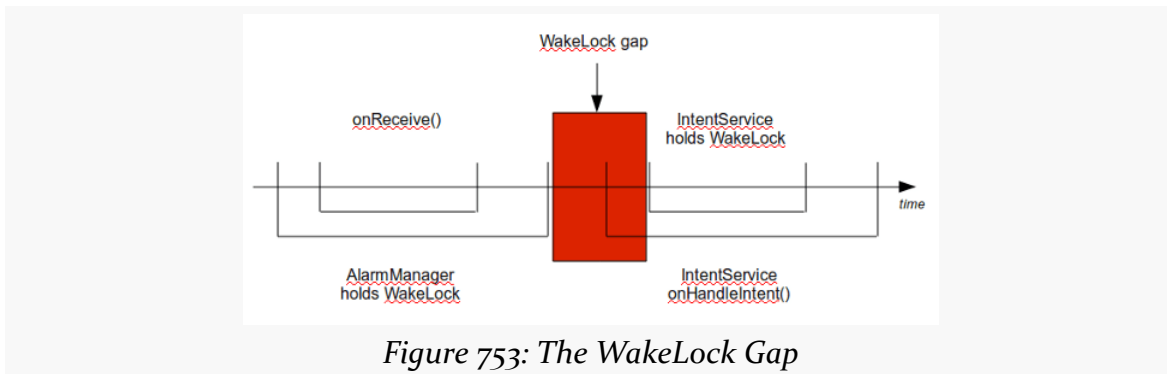 WakeLock gap
onReceive()
IntentService
holds WakeLock
time
AlarmManager
holds WakeLock
IntentService
onHandleIntent()
Figure 753: The WakeLock Gap